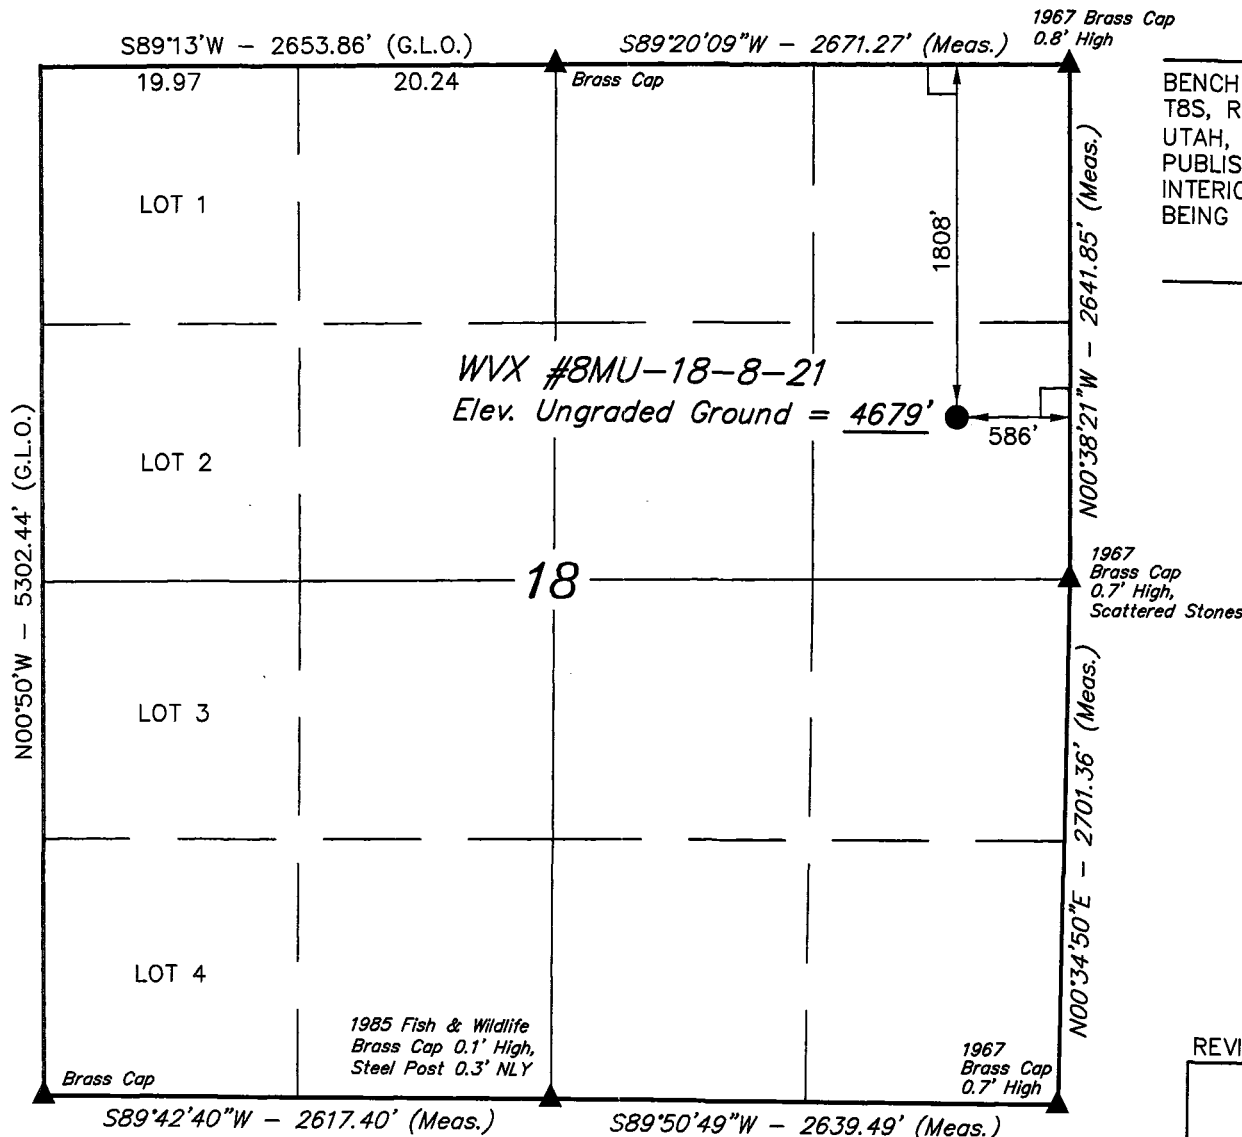 1967 Brass Cap
0.8' High
S89°13'W - 2653.86' (G.L.O.)
S89°20'09"W - 2671.27' (Meas.)
19.97
20.24
Brass Cap
BENCH
T8S, R
UTAH,
PUBLIS
INTERIO
BEING
LOT 1
1808'
N00°38'21"W - 2641.85' (Meas.)
WVX #8MU-18-8-21
Elev. Ungraded Ground = 4679'
586'
LOT 2
N00°50'W - 5302.44' (G.L.O.)
18
1967
Brass Cap
0.7' High,
Scattered Stones
LOT 3
N00°34'50"E - 2701.36' (Meas.)
LOT 4
1985 Fish & Wildlife
Brass Cap 0.1' High,
Steel Post 0.3' NLY
1967
Brass Cap
0.7' High
REVI
Brass Cap
S89°42'40"W - 2617.40' (Meas.)
S89°50'49"W - 2639.49' (Meas.)